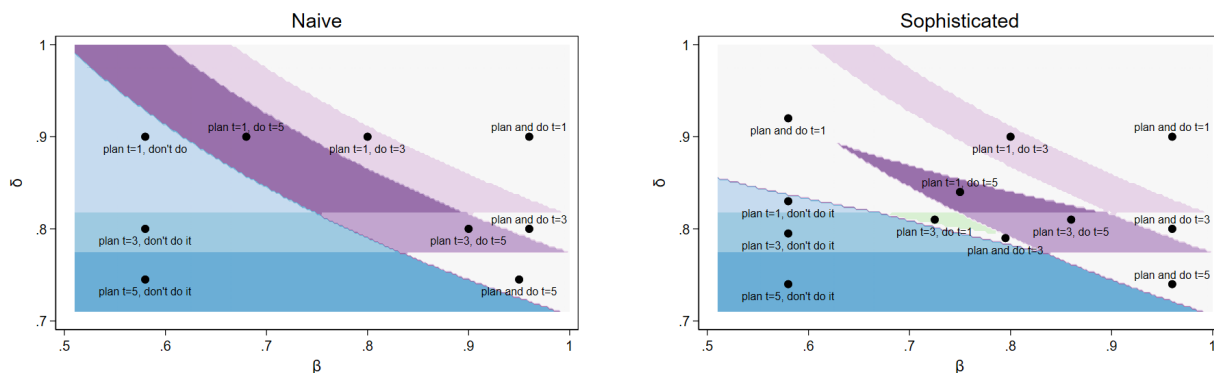 Naive
1
.9
.8
.7
δ
plan t=1, do t=5
plan t=1, don't do
plan t=1, do t=3
plan and do t=1
plan and do t=3
plan t=3, don't do it
plan t=3, do t=5
plan t=5, don't do it
plan and do t=5
.5
.6
.7
.8
.9
1
β
Sophisticated
1
.9
.8
.7
δ
plan and do t=1
plan and do t=1
plan t=1, do t=3
plan t=1, do t=5
plan t=1, don't do it
plan and do t=3
plan t=3, do t=1
plan t=3, do t=5
plan t=3, don't do it
plan and do t=3
plan and do t=5
plan t=5, don't do it
.5
.6
.7
.8
.9
1
β